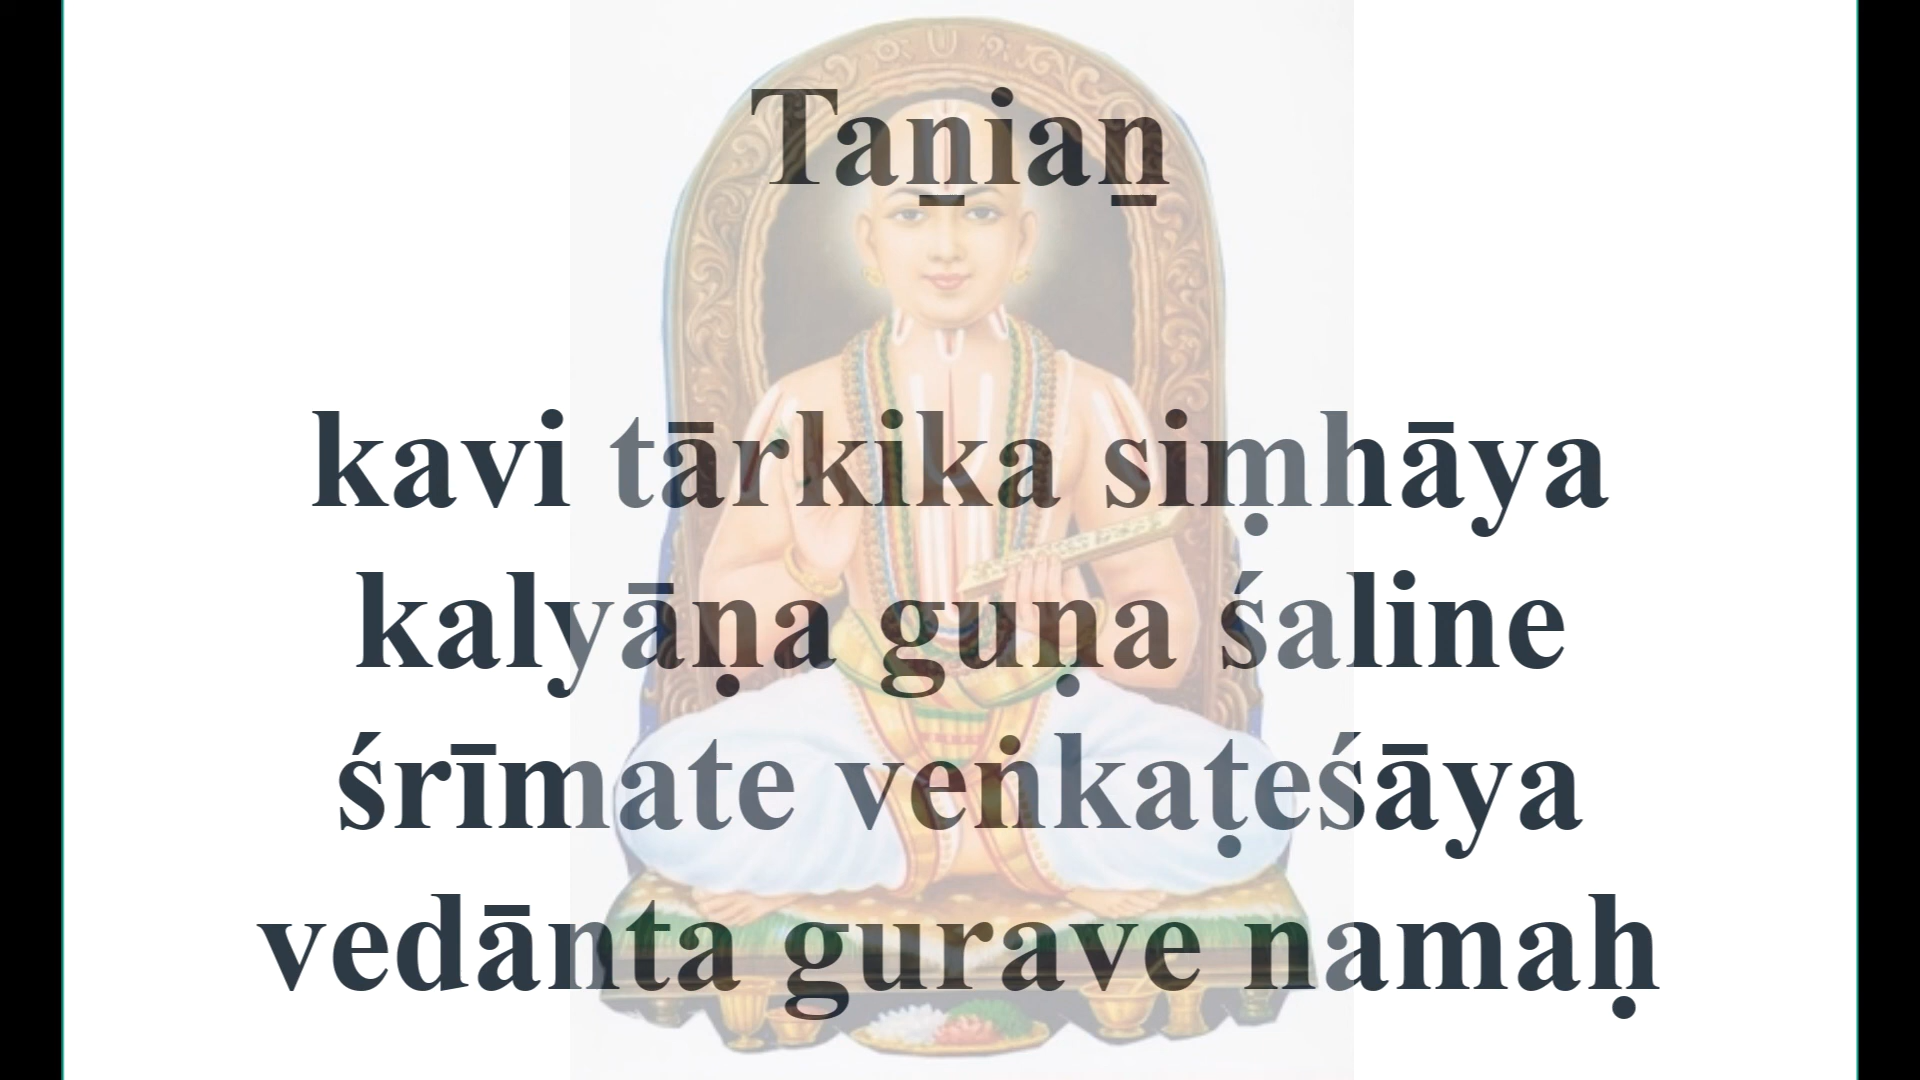 Taṉiaṉ
kavi tārkika siṃhāya
kalyāṇa guṇa śaline
śrīmate veṅkaṭeśāya
vedānta gurave namaḥ